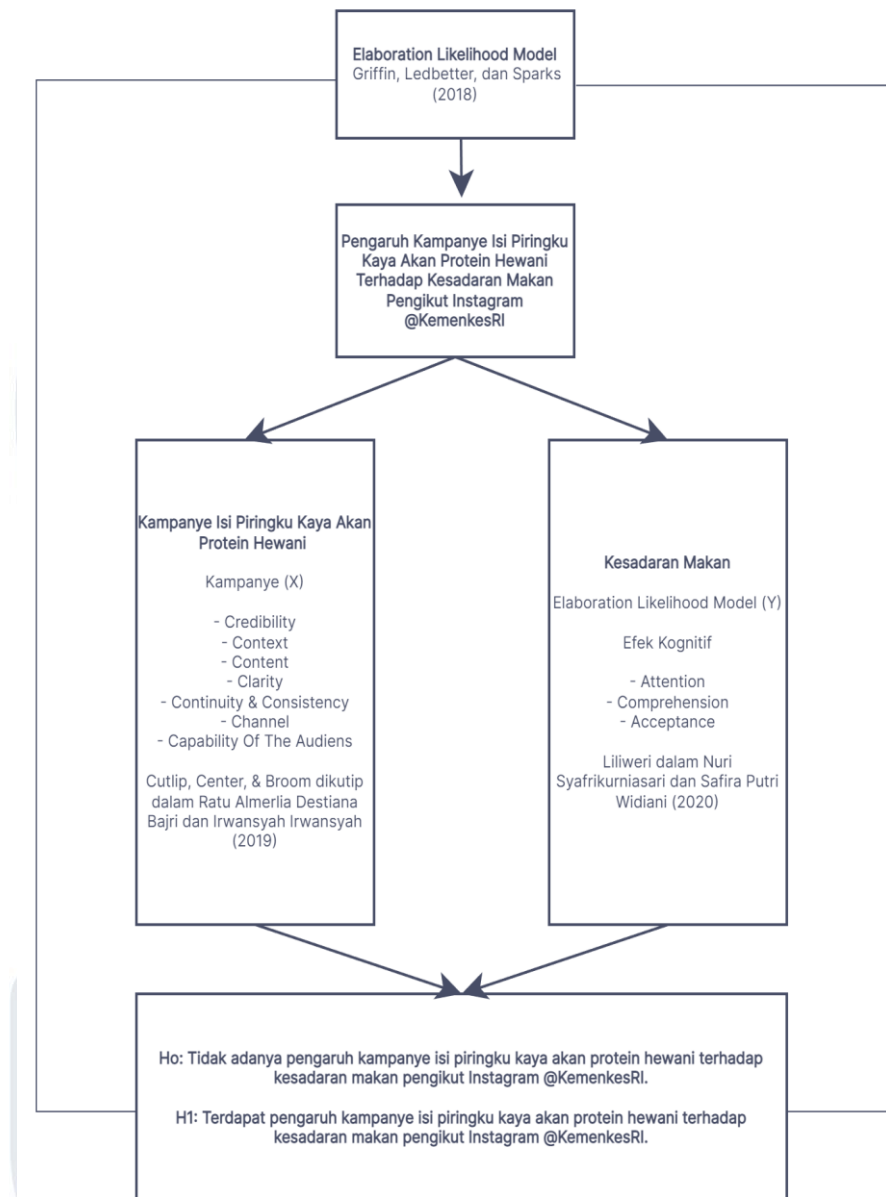 Elaboration Likelihood Model
Griffin, Ledbetter, dan Sparks
(2018)
Pengaruh Kampanye Isi Piringku
Kaya Akan Protein Hewani
Terhadap Kesadaran Makan
Pengikut Instagram
@KemenkesRI
Kampanye Isi Piringku Kaya Akan
Protein Hewani
Kampanye (X)
- Credibility
- Context
- Content
- Clarity
- Continuity & Consistency
- Channel
- Capability Of The Audiens
Cutlip, Center, & Broom dikutip
dalam Ratu Almerlia Destiana
Bajri dan Irwansyah Irwansyah
(2019)
Kesadaran Makan
Elaboration Likelihood Model (Y)
Efek Kognitif
- Attention
- Comprehension
- Acceptance
Liliweri dalam Nuri
Syafrikurniasari dan Safira Putri
Widiani (2020)
Ho: Tidak adanya pengaruh kampanye isi piringku kaya akan protein hewani terhadap
kesadaran makan pengikut Instagram @KemenkesRI.
H1: Terdapat pengaruh kampanye isi piringku kaya akan protein hewani terhadap
kesadaran makan pengikut Instagram @KemenkesRI.